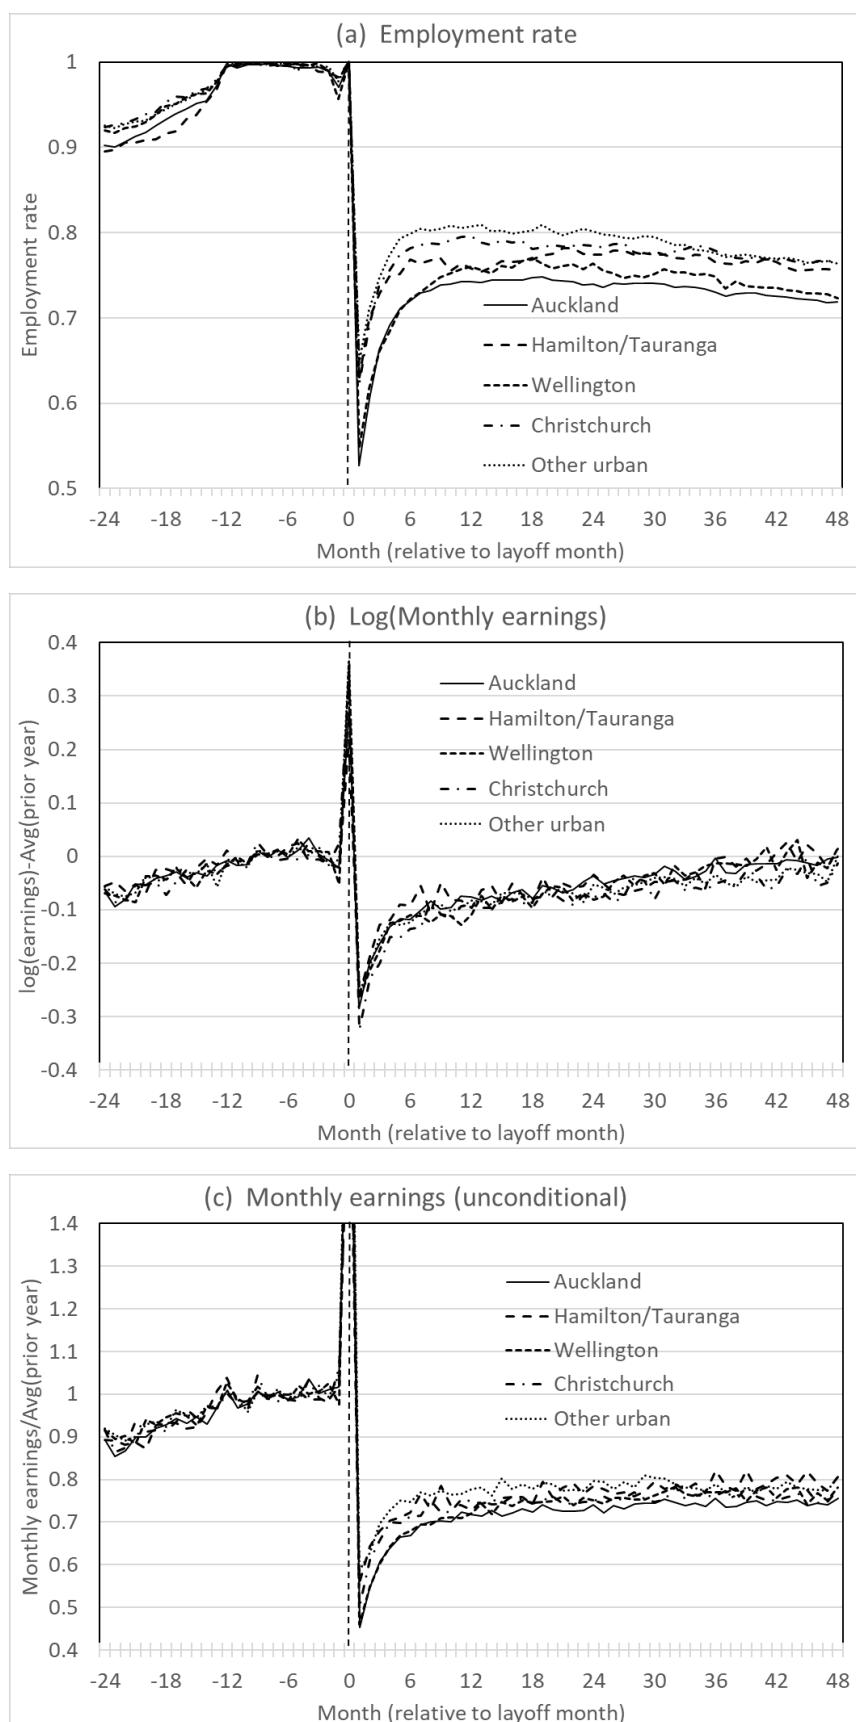 (a) Employment rate
1
0.9
0.8
0.7
0.6
0.5
Employment rate
Auckland
Hamilton/Tauranga
Wellington
Christchurch
Other urban
-24 -18 -12 -6 0 6 12 18 24 30 36 42 48
Month (relative to layoff month)
(b) Log(Monthly earnings)
0.4
0.3
0.2
0.1
0
-0.1
-0.2
-0.3
-0.4
log(earnings)-Avg(prior year)
Auckland
Hamilton/Tauranga
Wellington
Christchurch
Other urban
-24 -18 -12 -6 0 6 12 18 24 30 36 42 48
Month (relative to layoff month)
(c) Monthly earnings (unconditional)
1.4
1.3
1.2
1.1
1
0.9
0.8
0.7
0.6
0.5
0.4
Monthly earnings/Avg(prior year)
Auckland
Hamilton/Tauranga
Wellington
Christchurch
Other urban
-24 -18 -12 -6 0 6 12 18 24 30 36 42 48
Month (relative to layoff month)